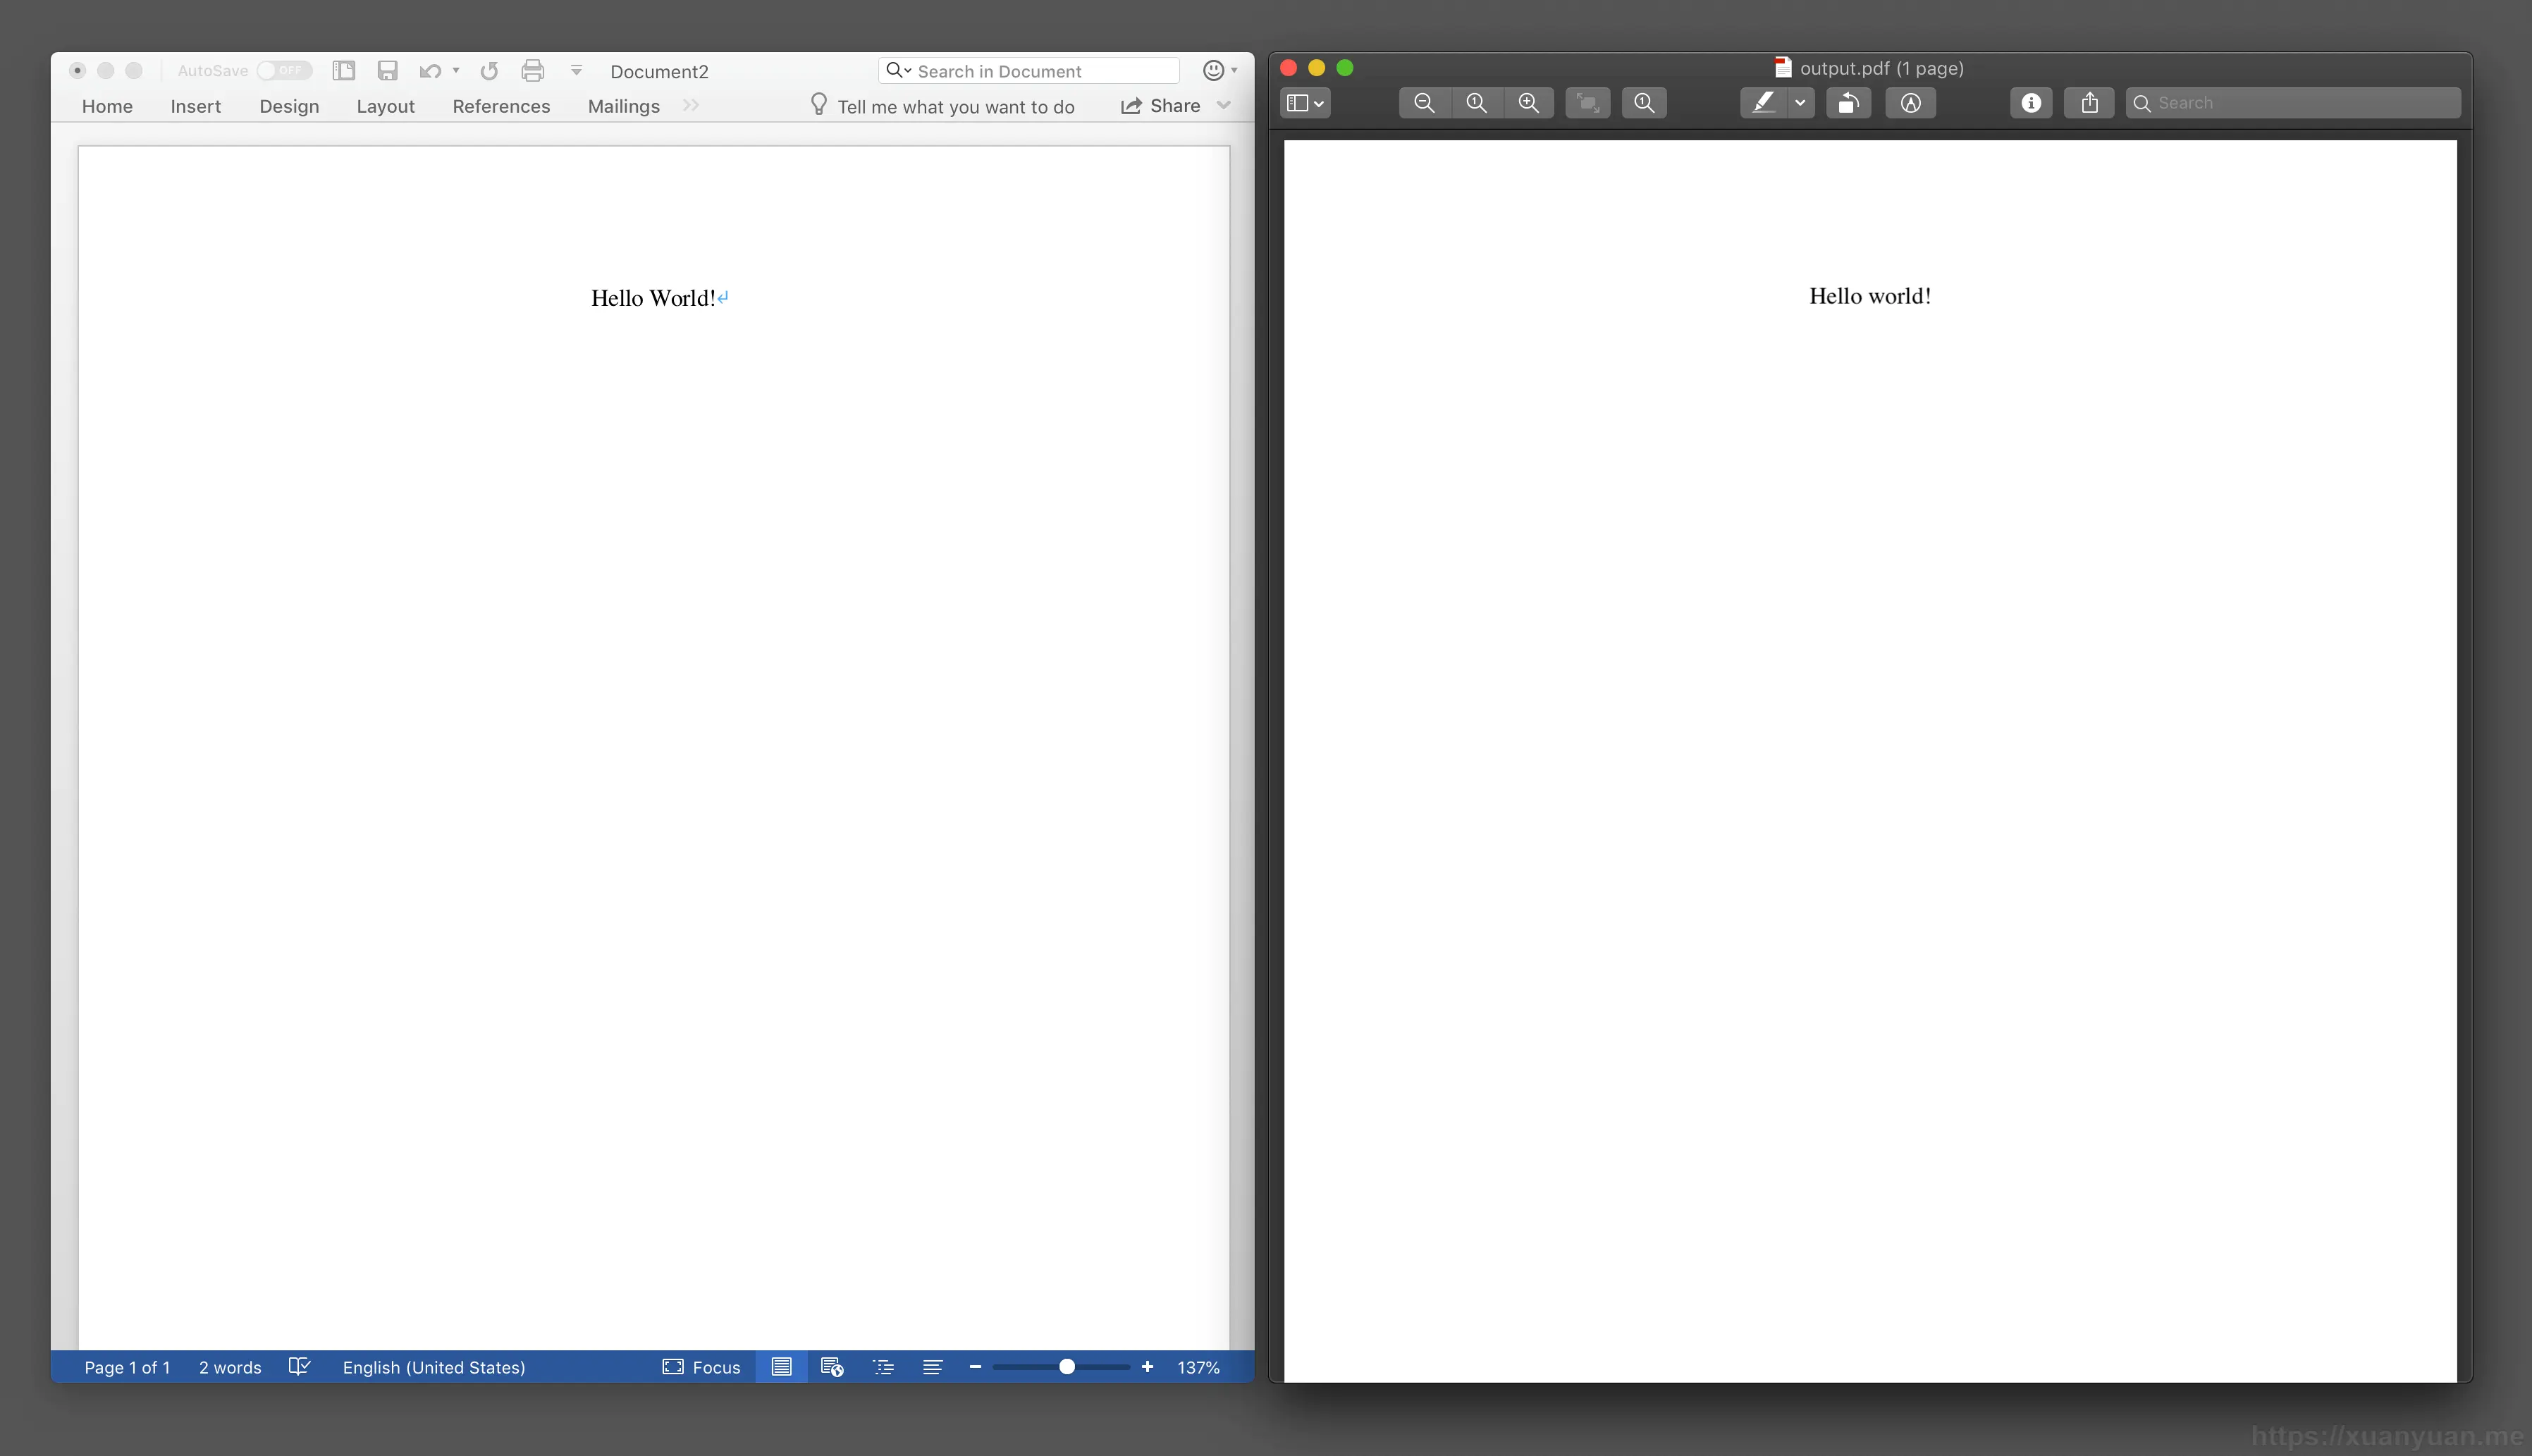 AutoSave OFF Document2 Search in Document
Home Insert Design Layout References Mailings Tell me what you want to do Share
Hello World!↵
Page 1 of 1 2 words English (United States) Focus 137%
output.pdf (1 page)
Search
Hello world!
https://xuanyuan.me